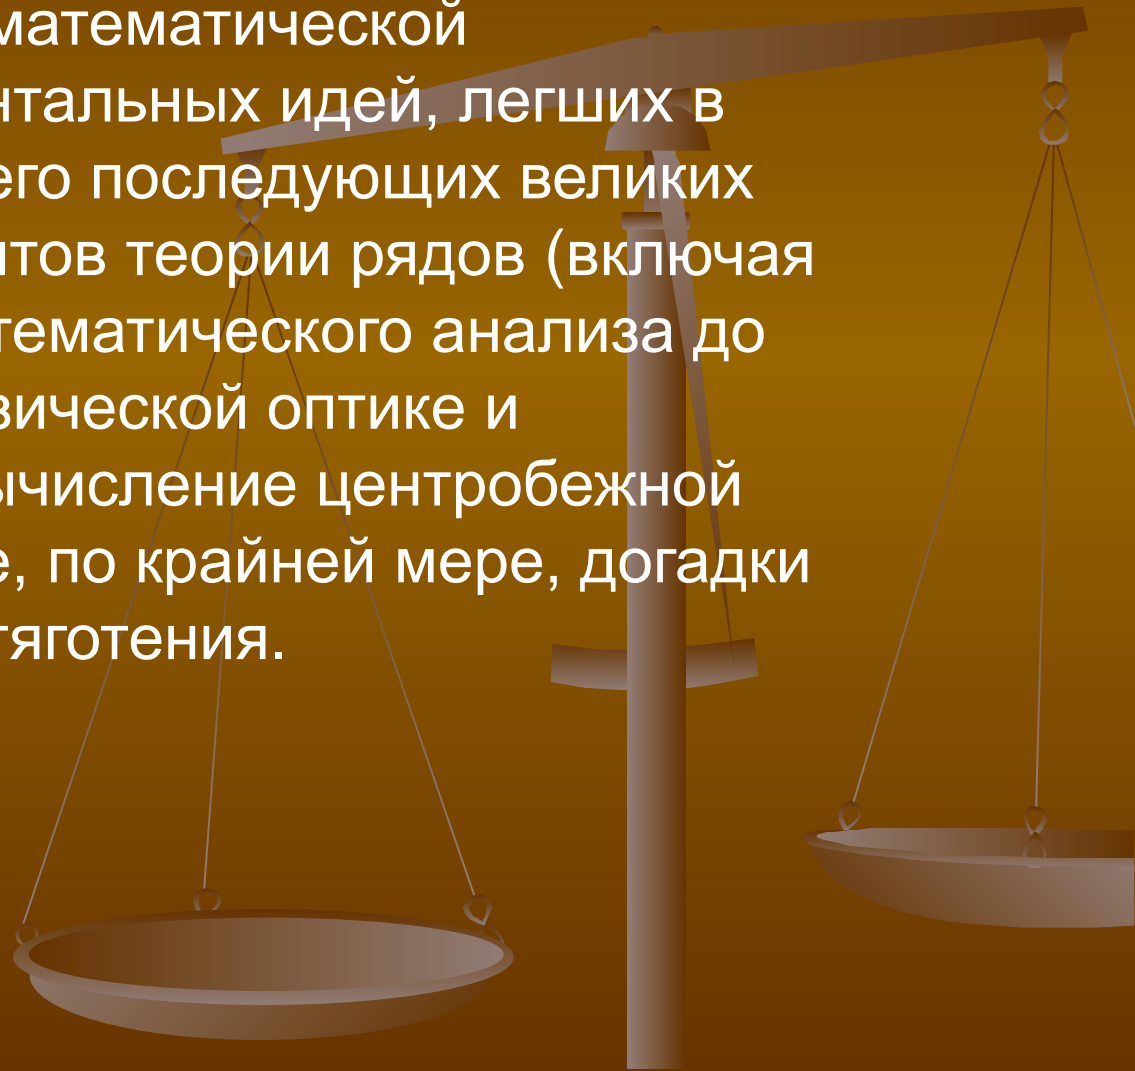 математической
нтальных идей, легших в
его последующих великих
нтов теории рядов (включая
тематического анализа до
зической оптике и
ычисление центробежной
е, по крайней мере, догадки
тяготения.